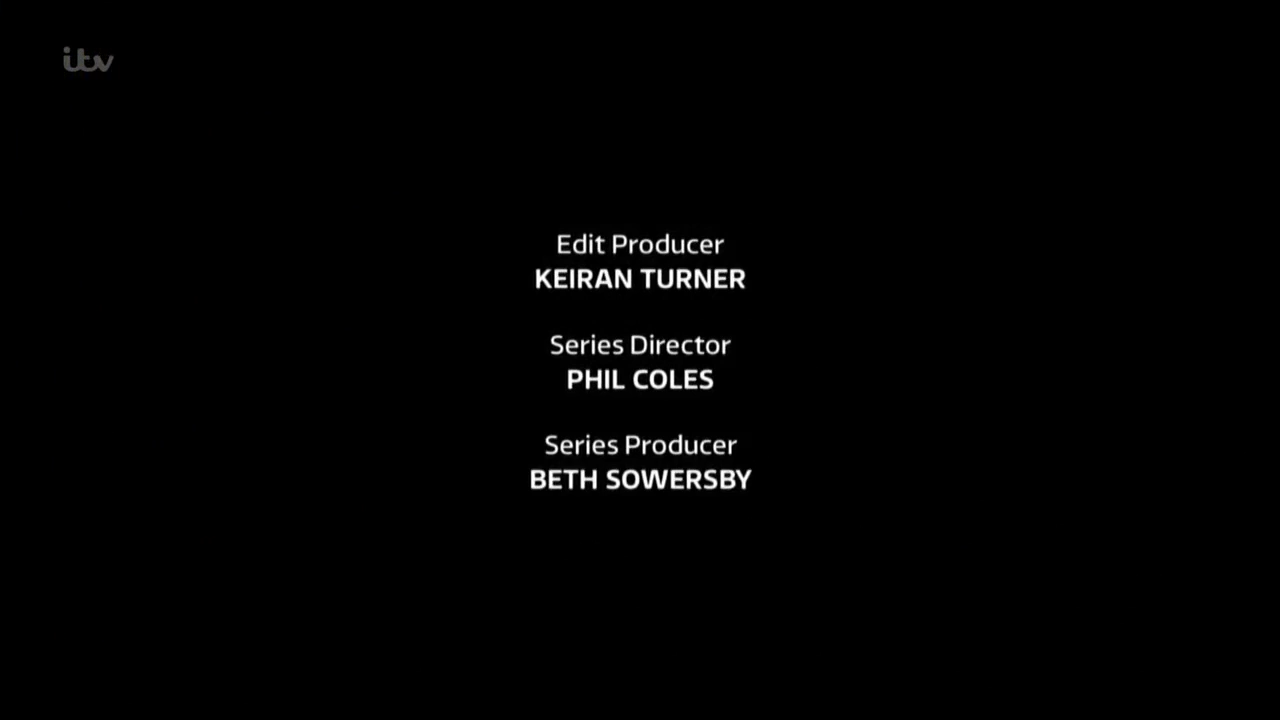 itv
Edit Producer
KEIRAN TURNER
Series Director
PHIL COLES
Series Producer
BETH SOWERSBY